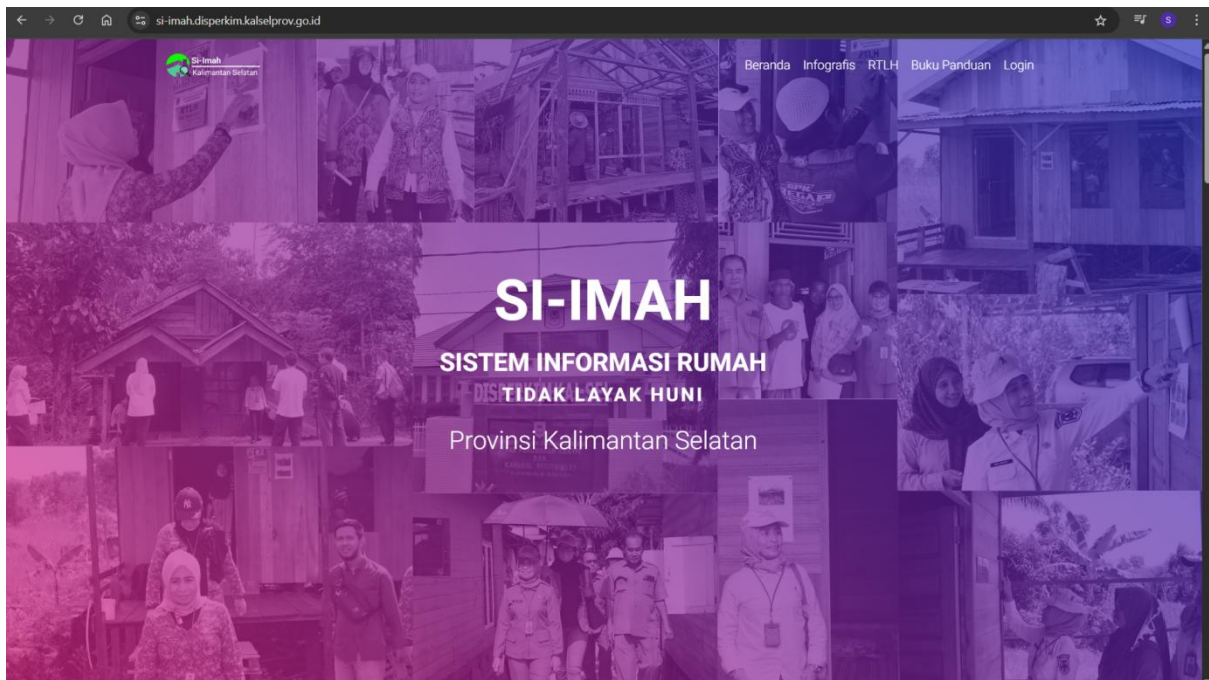 si-imah.disperkim.kalselprov.go.id
S
Si-Imah
Kalimantan Selatan
Beranda Infografis RTLH Buku Panduan Login
SI-IMAH
SISTEM INFORMASI RUMAH
TIDAK LAYAK HUNI
Provinsi Kalimantan Selatan